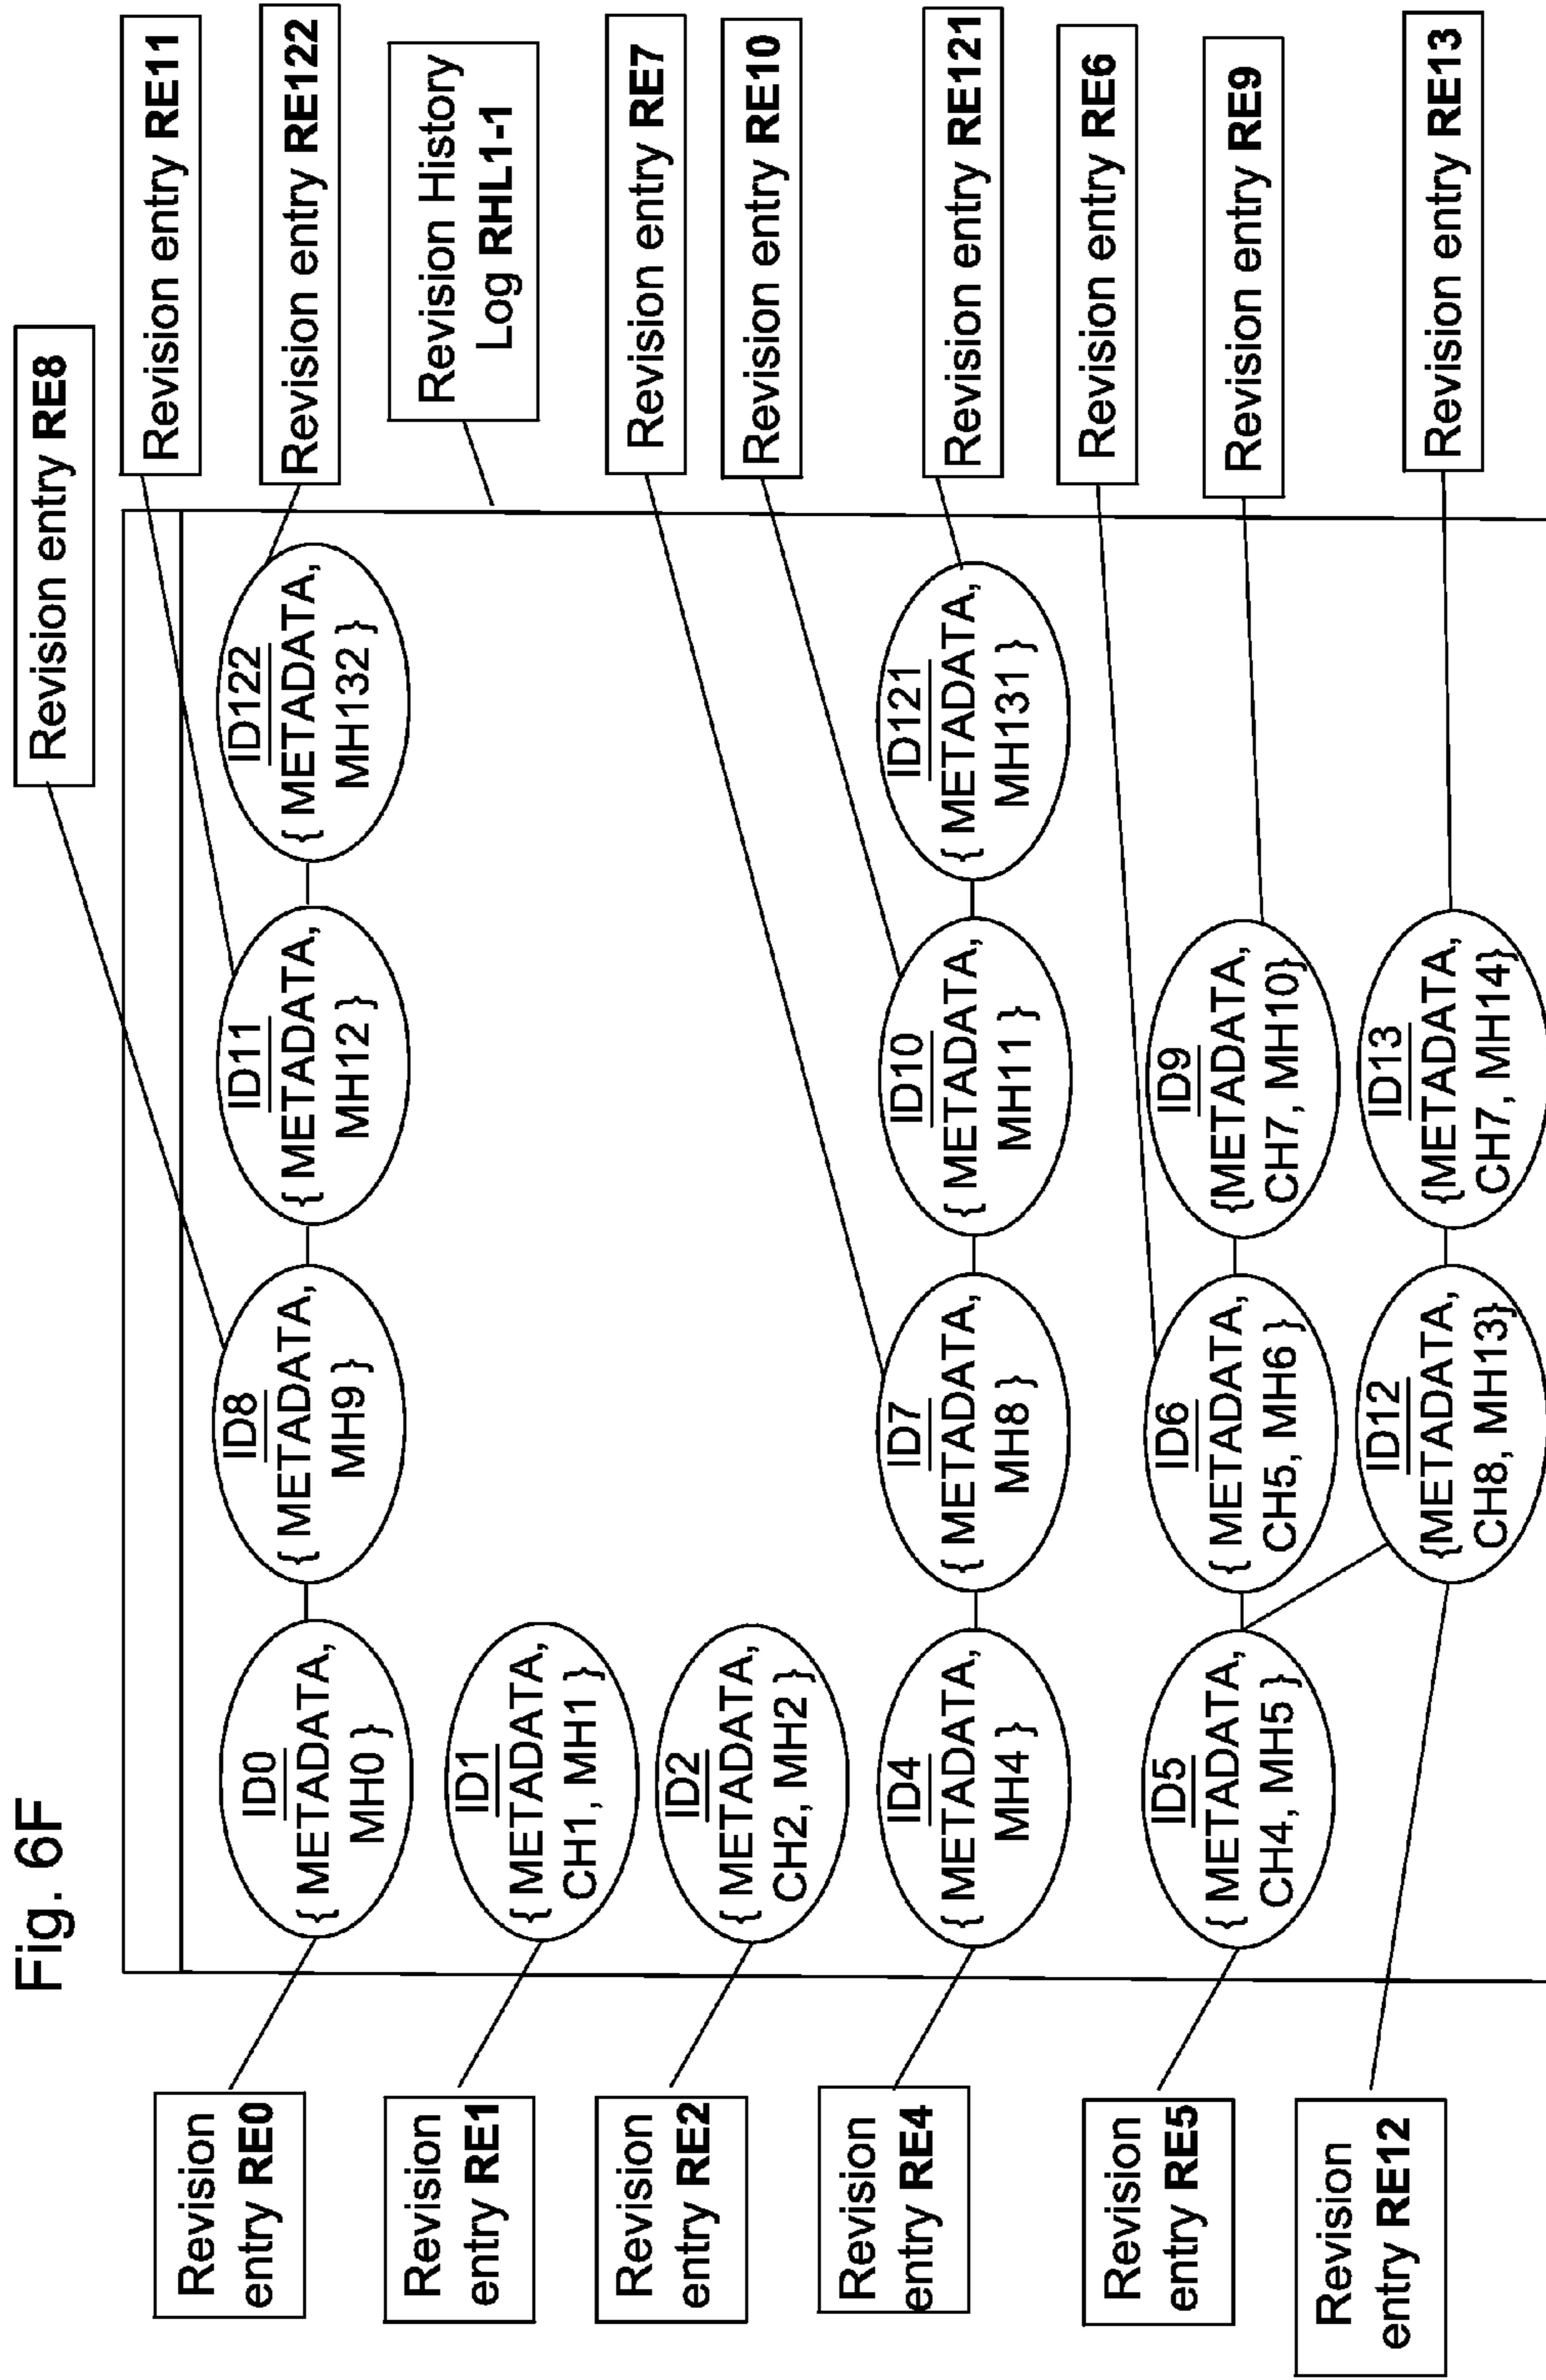 Fig. 6F
Revision entry RE8
Revision entry RE11
Revision entry RE122
Revision History
Log RHL1-1
Revision entry RE7
Revision entry RE10
Revision entry RE121
Revision entry RE6
Revision entry RE9
Revision entry RE13
Revision
entry RE0
Revision
entry RE1
Revision
entry RE2
Revision
entry RE4
Revision
entry RE5
Revision
entry RE12
ID0
{ METADATA,
MH0 }
ID8
{ METADATA,
MH9 }
ID11
{ METADATA,
MH12 }
ID122
{ METADATA,
MH132 }
ID1
{ METADATA,
CH1, MH1 }
ID2
{ METADATA,
CH2, MH2 }
ID4
{ METADATA,
MH4 }
ID7
{ METADATA,
MH8 }
ID10
{ METADATA,
MH11 }
ID121
{ METADATA,
MH131 }
ID5
{ METADATA,
CH4, MH5 }
ID6
{ METADATA,
CH5, MH6 }
ID9
{METADATA,
CH7, MH10}
ID12
{METADATA,
CH8, MH13}
ID13
{METADATA,
CH7, MH14}